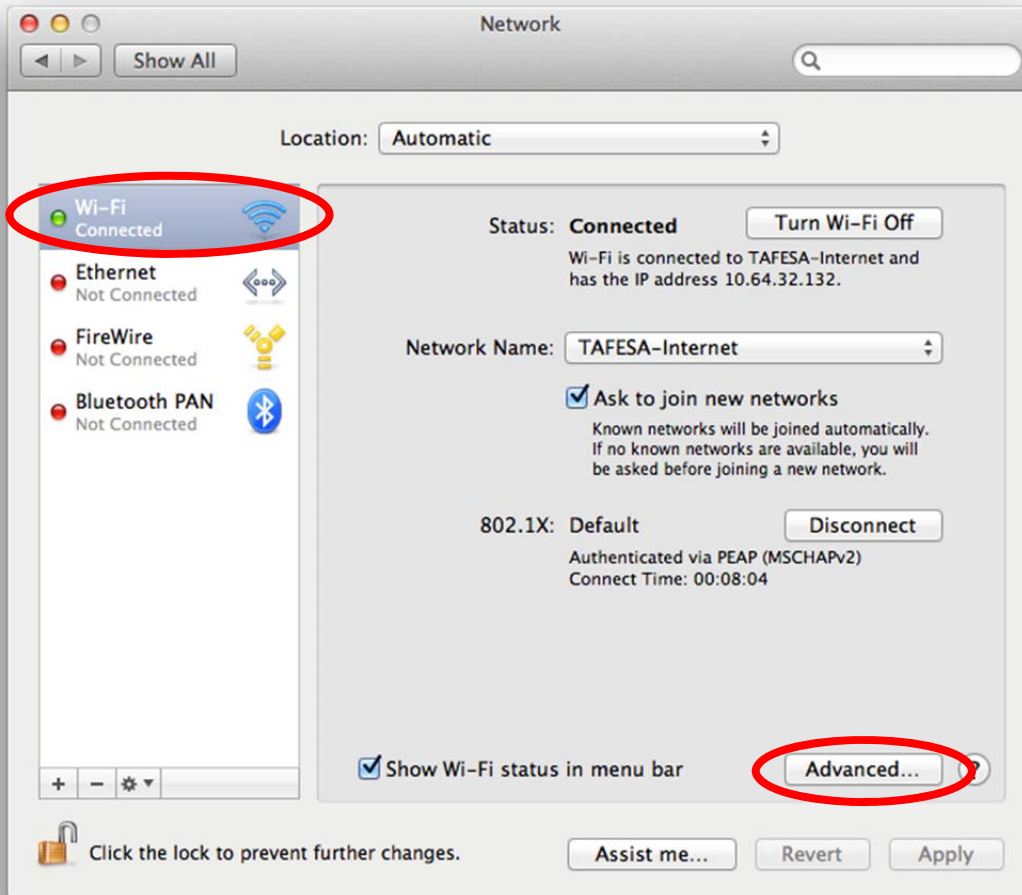 Network
Show All
Location: Automatic
Wi-Fi
Connected
Ethernet
Not Connected
FireWire
Not Connected
Bluetooth PAN
Not Connected
Status: Connected
Turn Wi-Fi Off
Wi-Fi is connected to TAFESA-Internet and
has the IP address 10.64.32.132.
Network Name: TAFESA-Internet
Ask to join new networks
Known networks will be joined automatically.
If no known networks are available, you will
be asked before joining a new network.
802.1X: Default
Disconnect
Authenticated via PEAP (MSCHAPv2)
Connect Time: 00:08:04
Show Wi-Fi status in menu bar
Advanced...
?
Click the lock to prevent further changes.
Assist me...
Revert
Apply